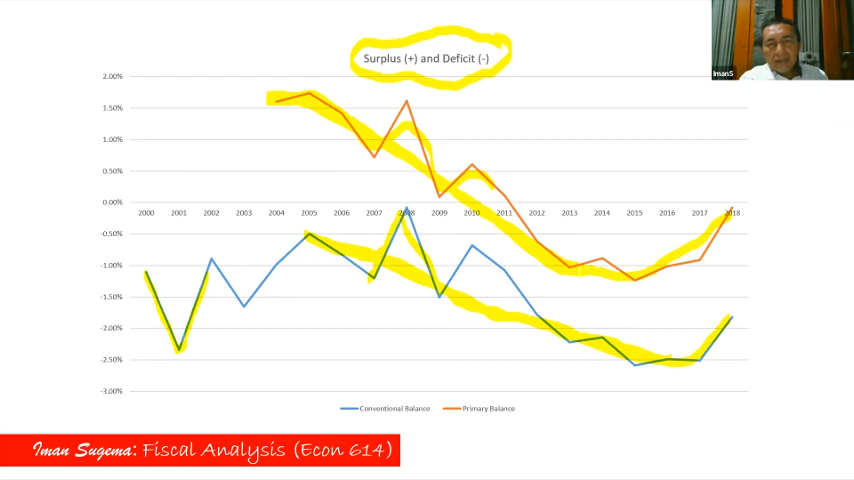 Surplus (+) and Deficit (-)
ImanS
2.00%
1.50%
1.00%
0.50%
0.00%
2000 2001 2002 2003 2004 2005 2006 2007 2008 2009 2010 2011 2012 2013 2014 2015 2016 2017 2018
-0.50%
-1.00%
-1.50%
-2.00%
-2.50%
-3.00%
Conventional Balance Primary Balance
Iman Sugema: Fiscal Analysis (Econ 614)